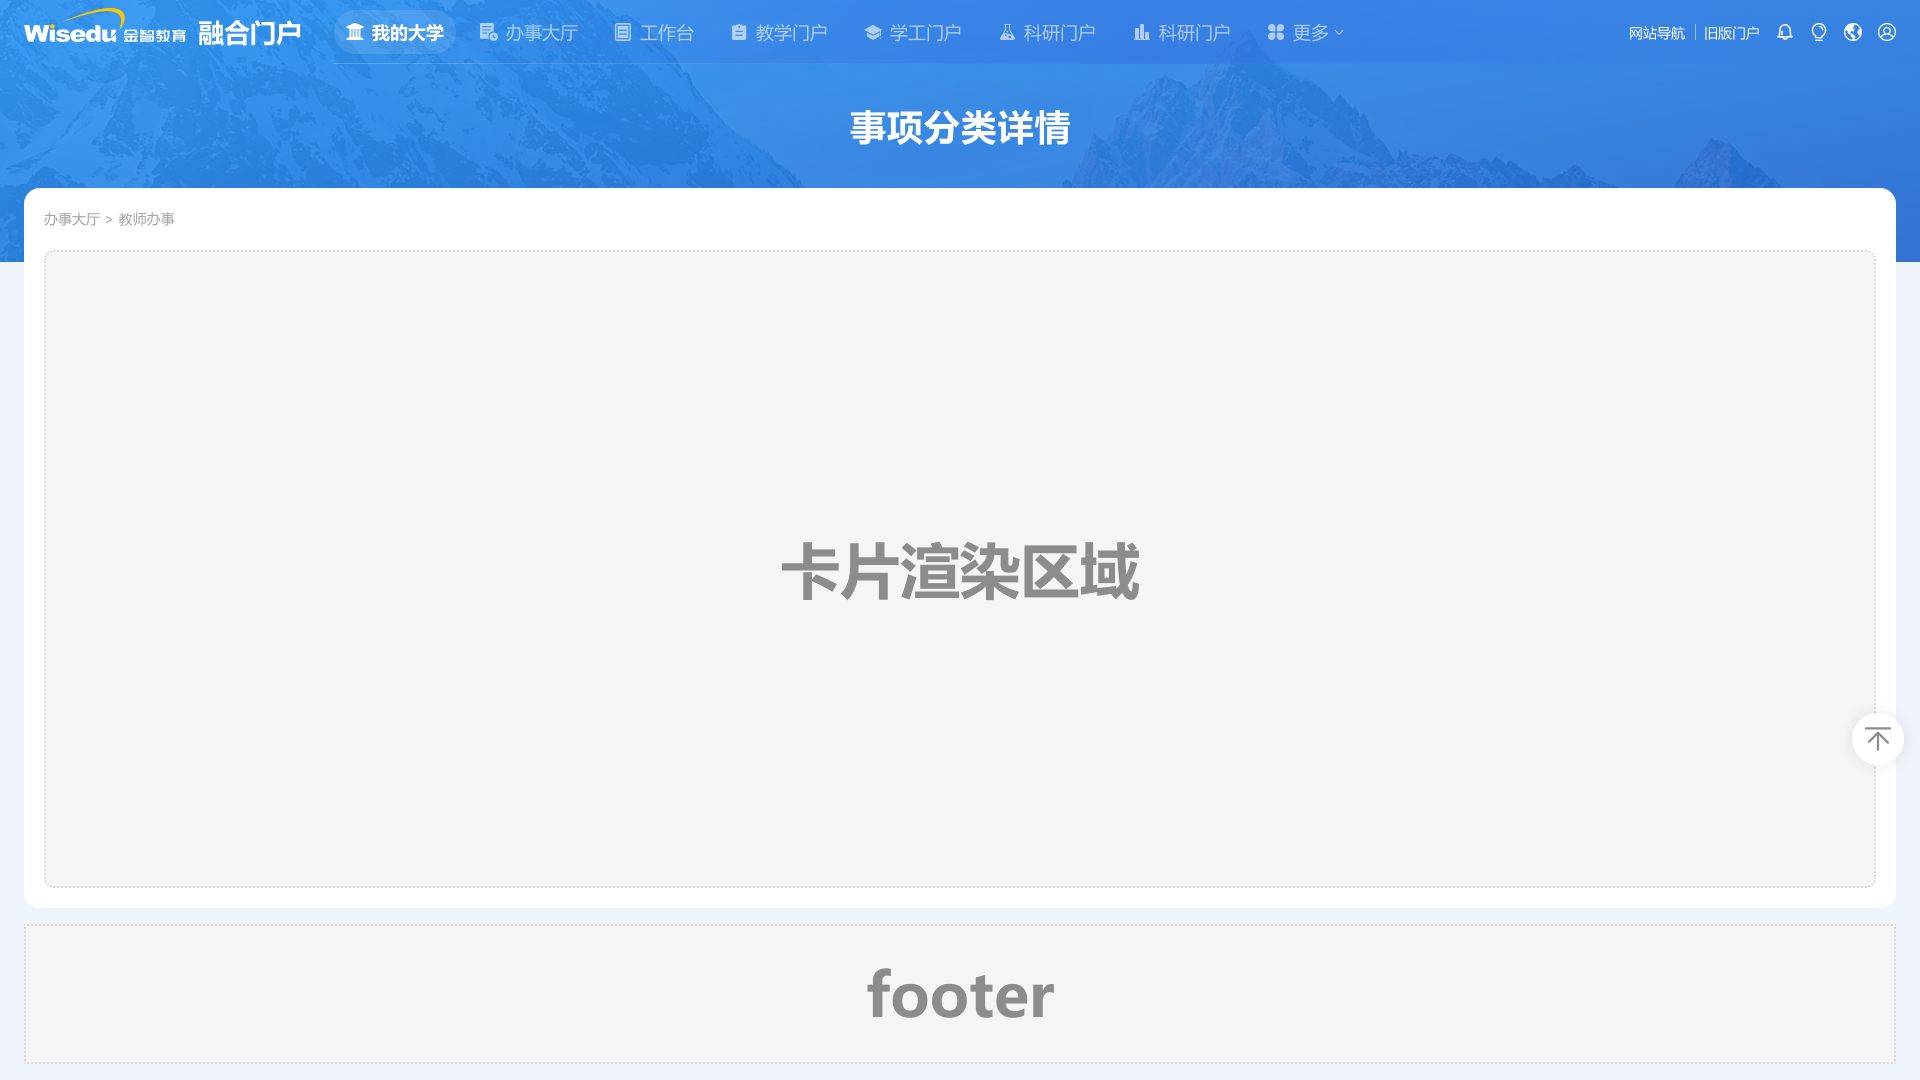 Wisedu 金智教育 融合门户 我的大学 办事大厅 工作台 教学门户 学工门户 科研门户 科研门户 更多 网站导航 旧版门户
事项分类详情
办事大厅 > 教师办事
卡片渲染区域
footer